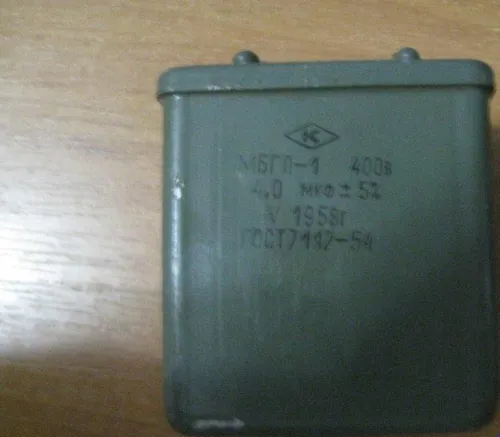 К
МБГП-1 400в
4,0 мкф ± 5%
V 1958г
ГОСТ7112-54